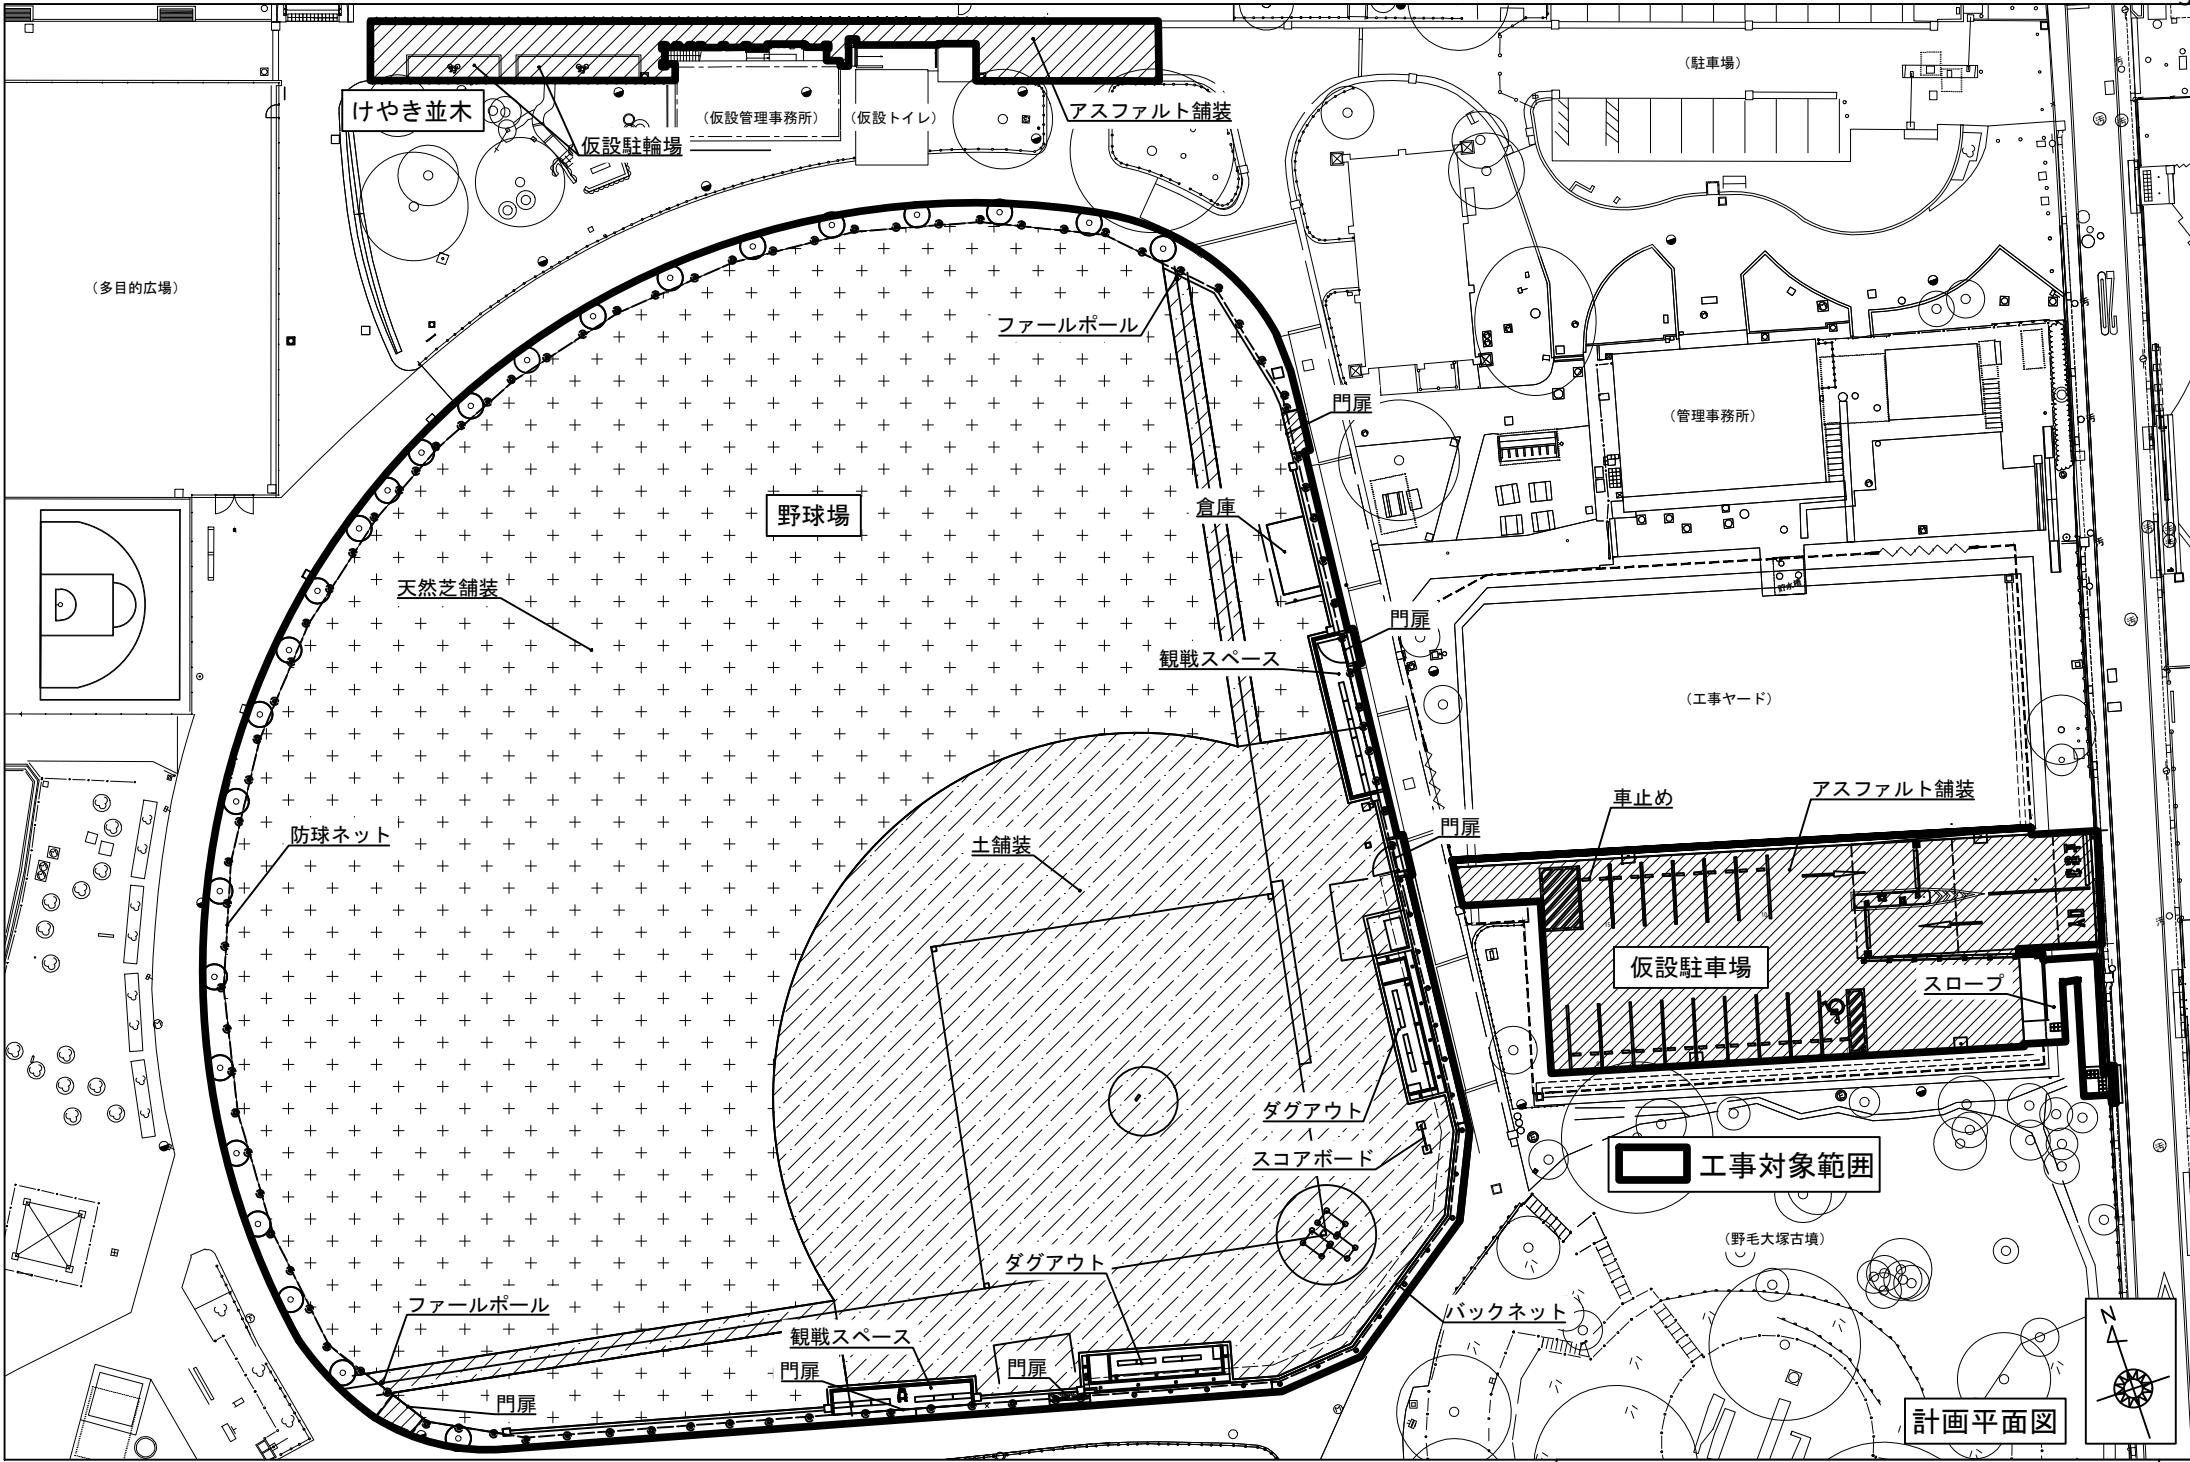 (駐車場)
けやき並木
(仮設管理事務所)
(仮設トイレ)
アスファルト舗装
仮設駐輪場
(多目的広場)
ファールポール
門扉
(管理事務所)
倉庫
野球場
天然芝舗装
貯水槽
門扉
観戦スペース
(工事ヤード)
車止め
アスファルト舗装
防球ネット
門扉
土舗装
仮設駐車場
スロープ
ダグアウト
スコアボード
工事対象範囲
(野毛大塚古墳)
ダグアウト
ファールポール
バックネット
観戦スペース
門扉
門扉
門扉
N
計画平面図